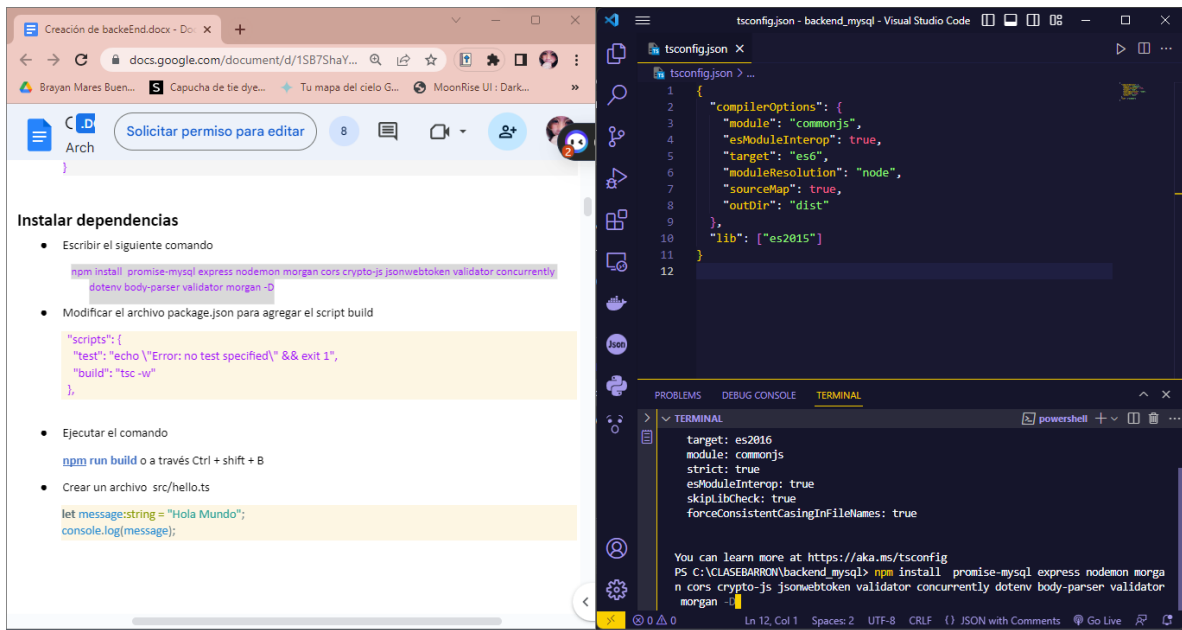 Creación de backeEnd.docx - Do
docs.google.com/document/d/1SB7ShaY...
Brayan Mares Buen...
Capucha de tie dye...
Tu mapa del cielo G...
MoonRise UI : Dark...
»
.DO
Arch
Solicitar permiso para editar
8
2
}
Instalar dependencias
● Escribir el siguiente comando
npm install promise-mysql express nodemon morgan cors crypto-js jsonwebtoken validator concurrently
dotenv body-parser validator morgan -D
● Modificar el archivo package.json para agregar el script build
"scripts": {
"test": "echo \"Error: no test specified\" && exit 1",
"build": "tsc -w"
},
● Ejecutar el comando
npm run build o a través Ctrl + shift + B
● Crear un archivo src/hello.ts
let message:string = "Hola Mundo";
console.log(message);
tsconfig.json - backend_mysql - Visual Studio Code
tsconfig.json
tsconfig.json > ...
1 {
2 "compilerOptions": {
3 "module": "commonjs",
4 "esModuleInterop": true,
5 "target": "es6",
6 "moduleResolution": "node",
7 "sourceMap": true,
8 "outDir": "dist"
9 },
10 "lib": ["es2015"]
11 }
12
Json
PROBLEMS DEBUG CONSOLE TERMINAL
TERMINAL
powershell
target: es2016
module: commonjs
strict: true
esModuleInterop: true
skipLibCheck: true
forceConsistentCasingInFileNames: true
You can learn more at https://aka.ms/tsconfig
PS C:\CLASEBARRON\backend_mysql> npm install promise-mysql express nodemon morga
n cors crypto-js jsonwebtoken validator concurrently dotenv body-parser validator
morgan -D
0 0 Ln 12, Col 1 Spaces: 2 UTF-8 CRLF {} JSON with Comments Go Live